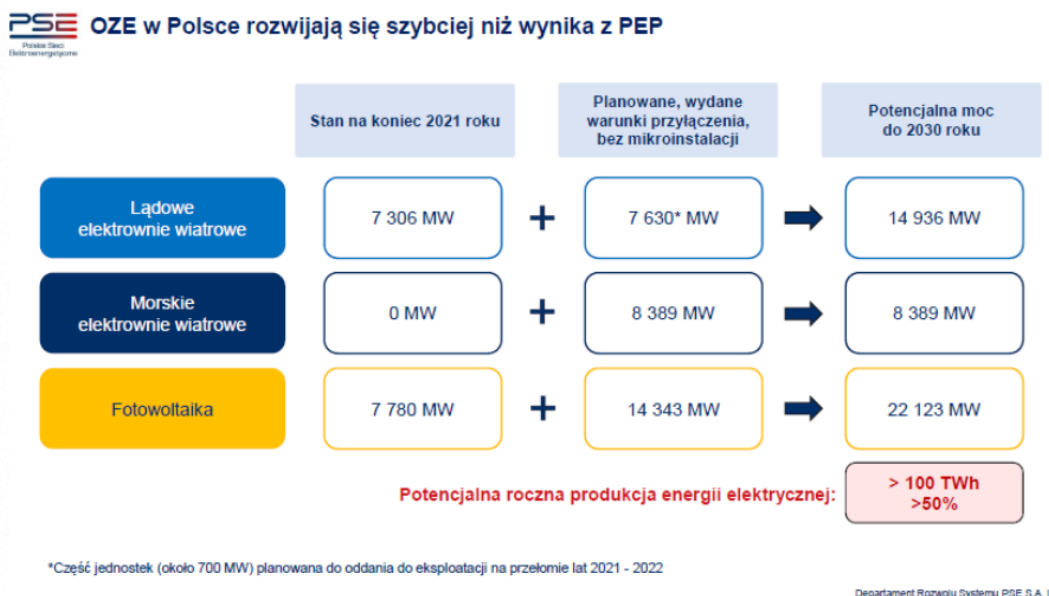 PSE
Polskie Sieci
Elektroenergetyczne
OZE w Polsce rozwijają się szybciej niż wynika z PEP
Stan na koniec 2021 roku
Planowane, wydane
warunki przyłączenia,
bez mikroinstalacji
Potencjalna moc
do 2030 roku
Lądowe
elektrownie wiatrowe
7 306 MW
+
7 630* MW
14 936 MW
Morskie
elektrownie wiatrowe
0 MW
+
8 389 MW
8 389 MW
Fotowoltaika
7 780 MW
+
14 343 MW
22 123 MW
Potencjalna roczna produkcja energii elektrycznej:
> 100 TWh
>50%
*Część jednostek (około 700 MW) planowana do oddania do eksploatacji na przełomie lat 2021 - 2022
Departament Rozwoju Systemu PSE S.A.